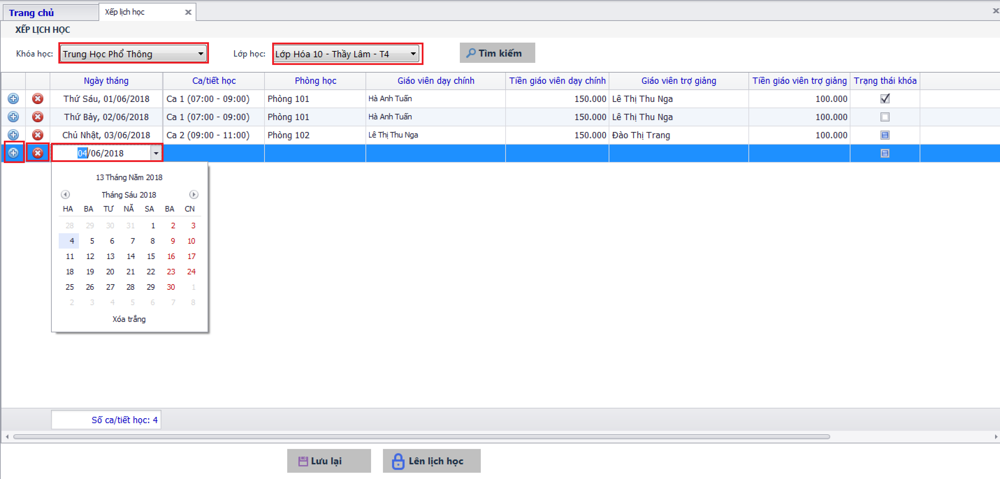 Trang chủ Xếp lịch học
XẾP LỊCH HỌC
Khóa học: Trung Học Phổ Thông Lớp học: Lớp Hóa 10 - Thầy Lâm - T4 Tìm kiếm
Ngày tháng Ca/tiết học Phòng học Giáo viên dạy chính Tiền giáo viên dạy chính Giáo viên trợ giảng Tiền giáo viên trợ giảng Trạng thái khóa
Thứ Sáu, 01/06/2018 Ca 1 (07:00 - 09:00) Phòng 101 Hà Anh Tuấn 150.000 Lê Thị Thu Nga 100.000
Thứ Bảy, 02/06/2018 Ca 1 (07:00 - 09:00) Phòng 101 Hà Anh Tuấn 150.000 Lê Thị Thu Nga 100.000
Chủ Nhật, 03/06/2018 Ca 2 (09:00 - 11:00) Phòng 102 Lê Thị Thu Nga 150.000 Đào Thị Trang 100.000
04/06/2018
13 Tháng Năm 2018
Tháng Sáu 2018
HA BA TƯ NĂ SA BA CN
28 29 30 31 1 2 3
4 5 6 7 8 9 10
11 12 13 14 15 16 17
18 19 20 21 22 23 24
25 26 27 28 29 30 1
2 3 4 5 6 7 8
Xóa trắng
Số ca/tiết học: 4
Lưu lại Lên lịch học